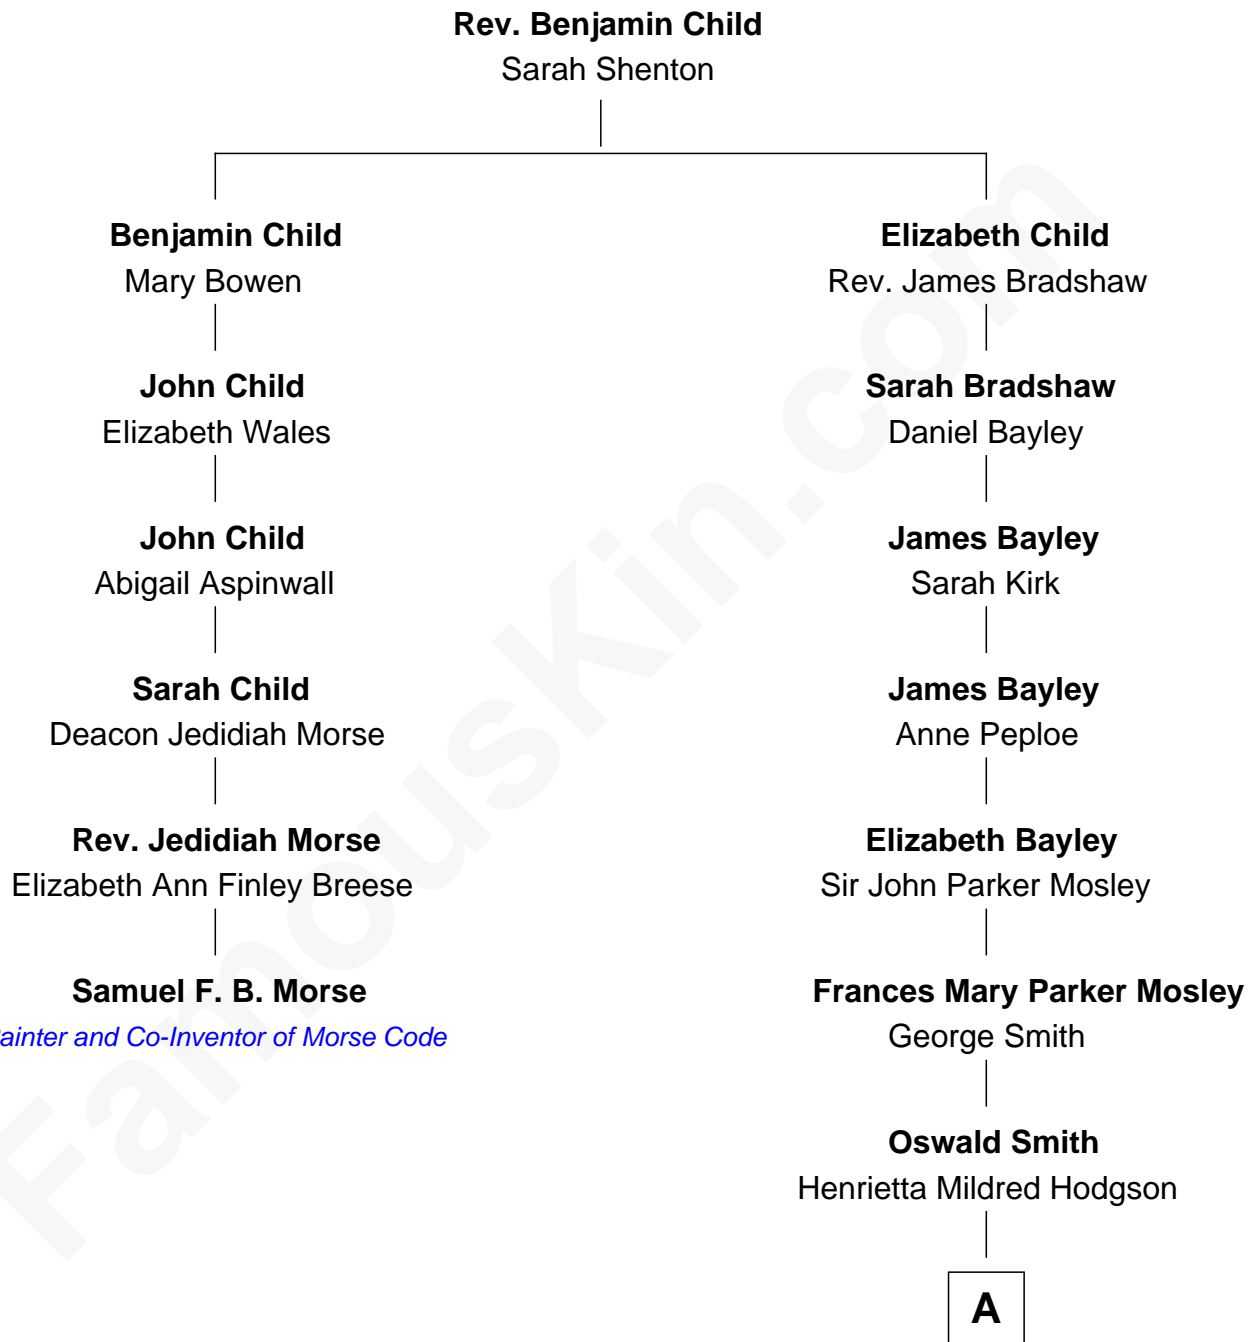 Rev. Benjamin Child
Sarah Shenton
Benjamin Child
Mary Bowen
John Child
Elizabeth Wales
John Child
Abigail Aspinwall
Sarah Child
Deacon Jedidiah Morse
Rev. Jedidiah Morse
Elizabeth Ann Finley Breese
Samuel F. B. Morse
and Co-Inventor of Morse Code
Elizabeth Child
Rev. James Bradshaw
Sarah Bradshaw
Daniel Bayley
James Bayley
Sarah Kirk
James Bayley
Anne Peploe
Elizabeth Bayley
Sir John Parker Mosley
Frances Mary Parker Mosley
George Smith
Oswald Smith
Henrietta Mildred Hodgson
A
FamousKin.com